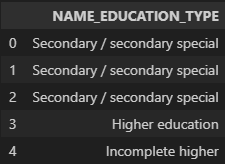 NAME_EDUCATION_TYPE
0 Secondary / secondary special
1 Secondary / secondary special
2 Secondary / secondary special
3 Higher education
4 Incomplete higher